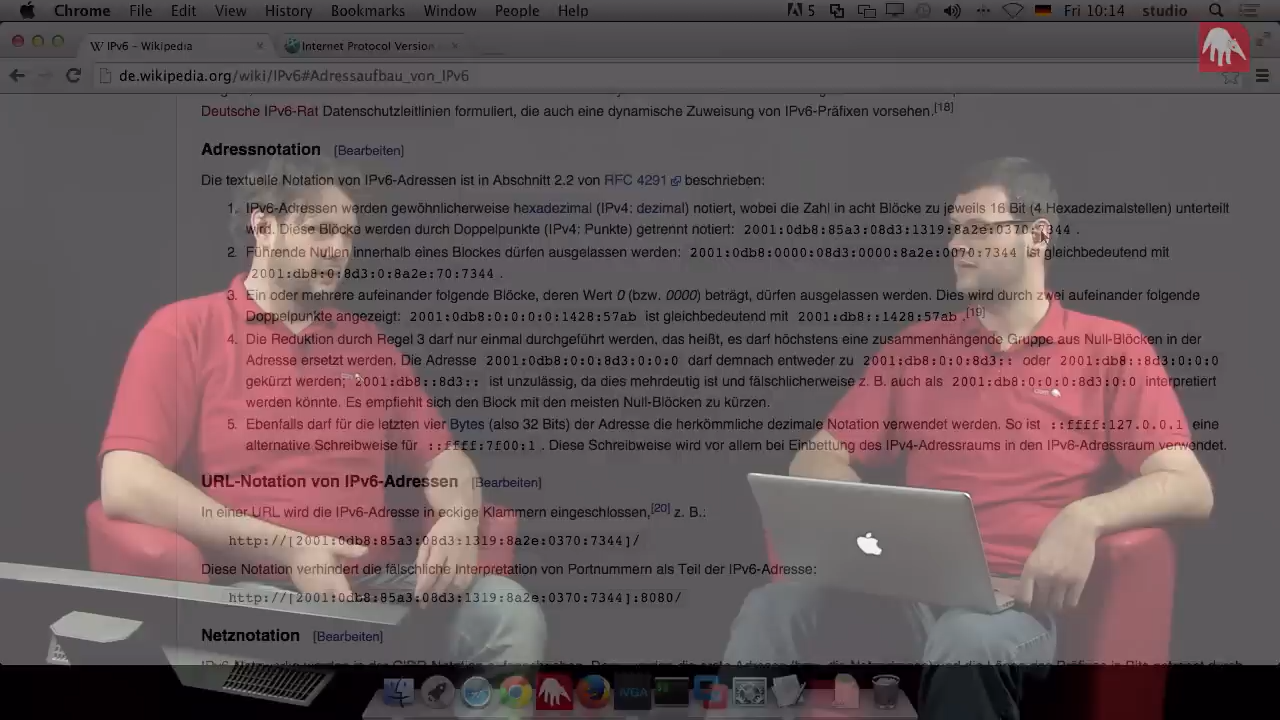 Chrome File Edit View History Bookmarks Window People Help 5 Fri 10:14 studio
IPv6 – Wikipedia Internet Protocol Version
de.wikipedia.org/wiki/IPv6#Adressaufbau_von_IPv6
Deutsche IPv6-Rat Datenschutzleitlinien formuliert, die auch eine dynamische Zuweisung von IPv6-Präfixen vorsehen.[18]
Adressnotation [Bearbeiten]
Die textuelle Notation von IPv6-Adressen ist in Abschnitt 2.2 von RFC 4291 beschrieben:
1. IPv6-Adressen werden gewöhnlicherweise hexadezimal (IPv4: dezimal) notiert, wobei die Zahl in acht Blöcke zu jeweils 16 Bit (4 Hexadezimalstellen) unterteilt
wird. Diese Blöcke werden durch Doppelpunkte (IPv4: Punkte) getrennt notiert: 2001:0db8:85a3:08d3:1319:8a2e:0370:7344 .
2. Führende Nullen innerhalb eines Blockes dürfen ausgelassen werden: 2001:0db8:0000:08d3:0000:8a2e:0070:7344 ist gleichbedeutend mit
2001:db8:0:8d3:0:8a2e:70:7344 .
3. Ein oder mehrere aufeinander folgende Blöcke, deren Wert 0 (bzw. 0000) beträgt, dürfen ausgelassen werden. Dies wird durch zwei aufeinander folgende
Doppelpunkte angezeigt: 2001:0db8:0:0:0:0:1428:57ab ist gleichbedeutend mit 2001:db8::1428:57ab .[19]
4. Die Reduktion durch Regel 3 darf nur einmal durchgeführt werden, das heißt, es darf höchstens eine zusammenhängende Gruppe aus Null-Blöcken in der
Adresse ersetzt werden. Die Adresse 2001:0db8:0:0:8d3:0:0:0 darf demnach entweder zu 2001:db8:0:0:8d3:: oder 2001:db8::8d3:0:0:0
gekürzt werden; 2001:db8::8d3:: ist unzulässig, da dies mehrdeutig ist und fälschlicherweise z. B. auch als 2001:db8:0:0:0:8d3:0:0 interpretiert
werden könnte. Es empfiehlt sich den Block mit den meisten Null-Blöcken zu kürzen.
5. Ebenfalls darf für die letzten vier Bytes (also 32 Bits) der Adresse die herkömmliche dezimale Notation verwendet werden. So ist ::ffff:127.0.0.1 eine
alternative Schreibweise für ::ffff:7f00:1 . Diese Schreibweise wird vor allem bei Einbettung des IPv4-Adressraums in den IPv6-Adressraum verwendet.
URL-Notation von IPv6-Adressen [Bearbeiten]
In einer URL wird die IPv6-Adresse in eckige Klammern eingeschlossen,[20] z. B.:
http://[2001:0db8:85a3:08d3:1319:8a2e:0370:7344]/
Diese Notation verhindert die fälschliche Interpretation von Portnummern als Teil der IPv6-Adresse:
http://[2001:0db8:85a3:08d3:1319:8a2e:0370:7344]:8080/
Netznotation [Bearbeiten]